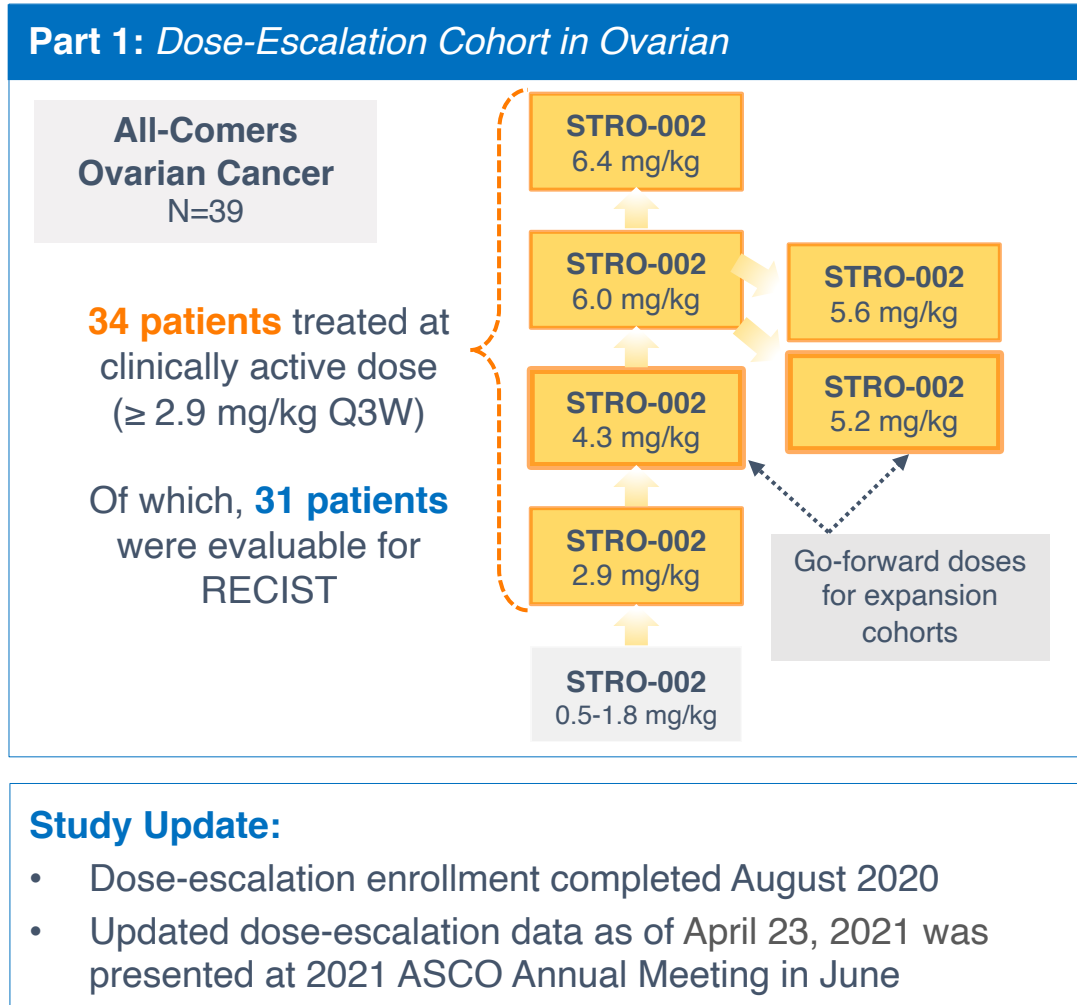 Part 1: Dose-Escalation Cohort in Ovarian
All-Comers
Ovarian Cancer
N=39
34 patients treated at
clinically active dose
(≥ 2.9 mg/kg Q3W)
Of which, 31 patients
were evaluable for
RECIST
STRO-002
6.4 mg/kg
STRO-002
6.0 mg/kg
STRO-002
5.6 mg/kg
STRO-002
4.3 mg/kg
STRO-002
5.2 mg/kg
STRO-002
2.9 mg/kg
Go-forward doses
for expansion
cohorts
STRO-002
0.5-1.8 mg/kg
Study Update:
• Dose-escalation enrollment completed August 2020
• Updated dose-escalation data as of April 23, 2021 was
presented at 2021 ASCO Annual Meeting in June